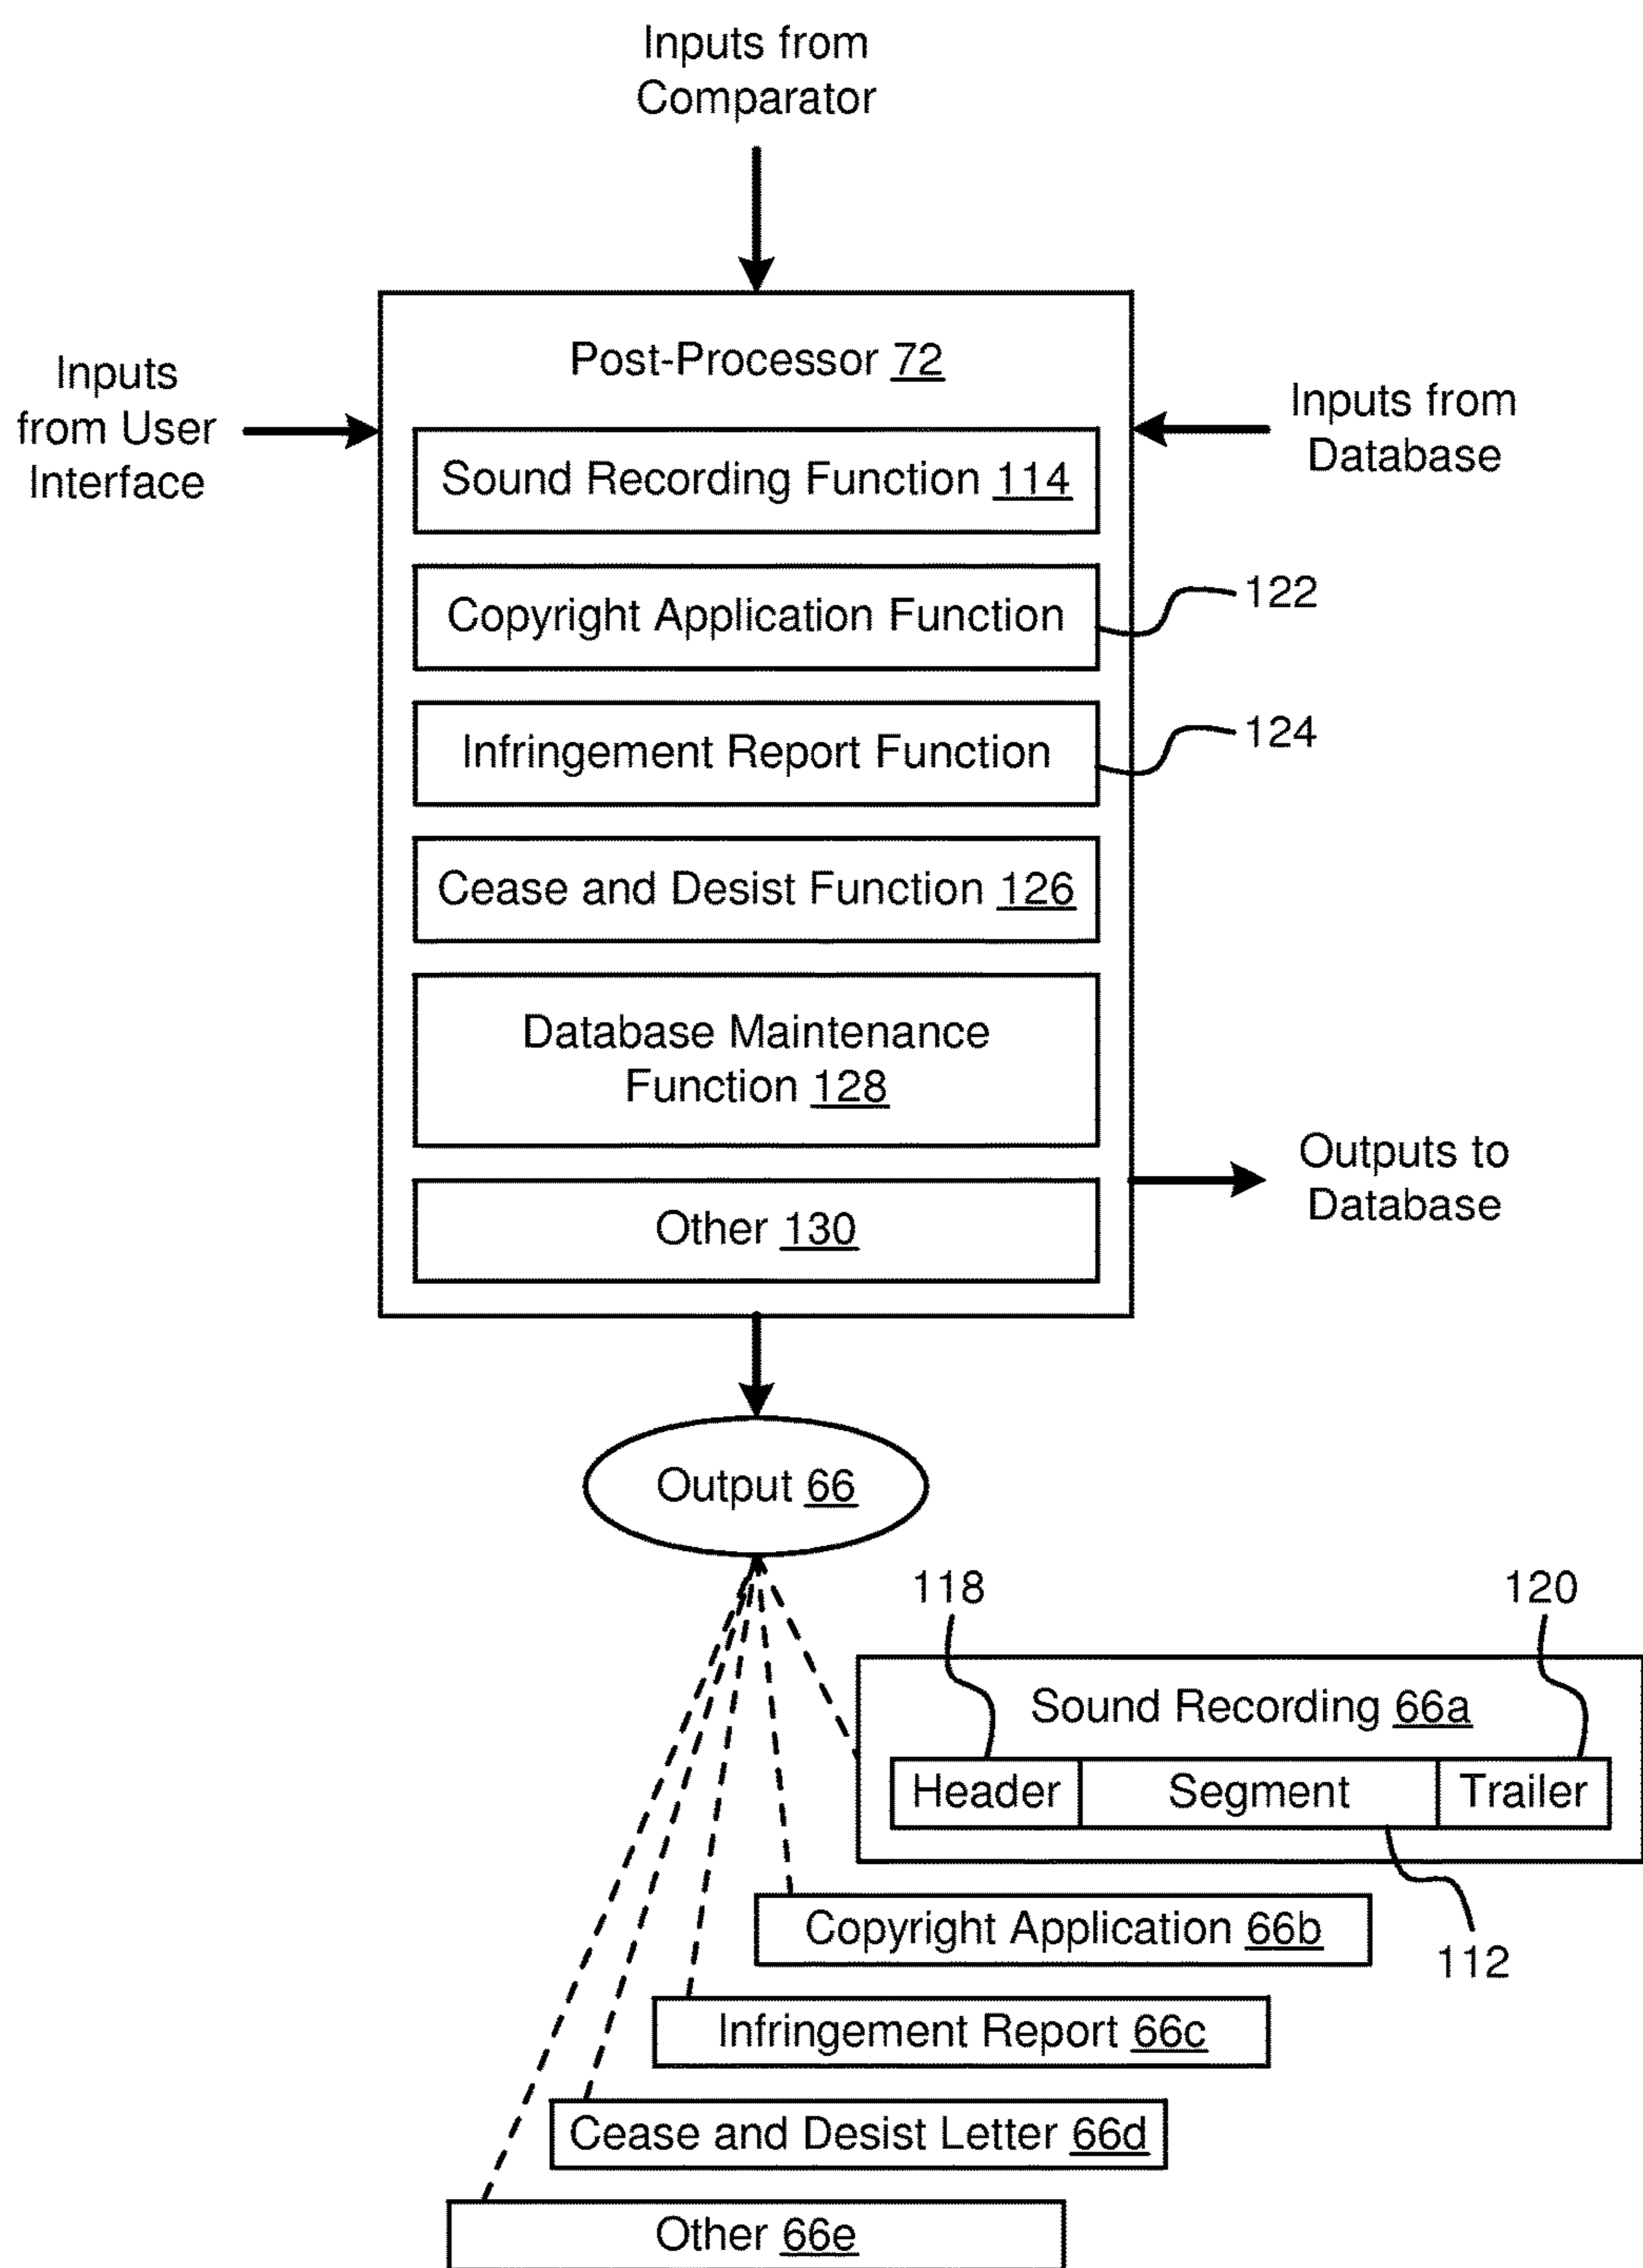 Inputs from
Comparator
Inputs
from User
Interface
Post-Processor 72
Inputs from
Database
Sound Recording Function 114
Copyright Application Function
122
Infringement Report Function
124
Cease and Desist Function 126
Database Maintenance
Function 128
Outputs to
Database
Other 130
Output 66
118
120
Sound Recording 66a
Header
Segment
Trailer
Copyright Application 66b
112
Infringement Report 66c
Cease and Desist Letter 66d
Other 66e